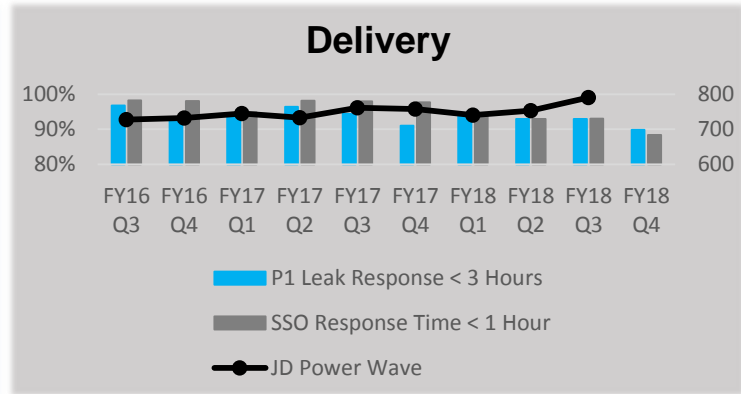 Delivery
100% 800
90% 700
80% 600
FY16 FY16 FY17 FY17 FY17 FY17 FY18 FY18 FY18 FY18
Q3 Q4 Q1 Q2 Q3 Q4 Q1 Q2 Q3 Q4
P1 Leak Response < 3 Hours
SSO Response Time < 1 Hour
JD Power Wave